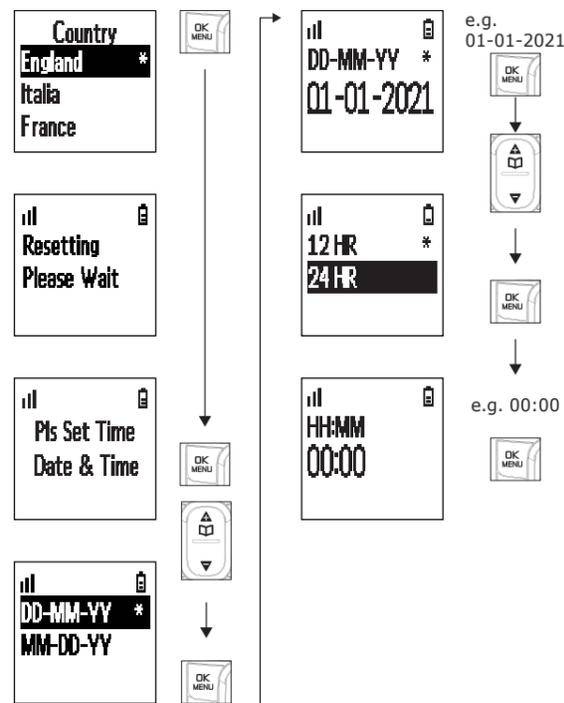 Country
England *
Italia
France
OK
MENU
Resetting
Please Wait
Pls Set Time
Date & Time
OK
MENU
DD-MM-YY *
MM-DD-YY
OK
MENU
DD-MM-YY *
01-01-2021
e.g.
01-01-2021
OK
MENU
12 HR *
24 HR
OK
MENU
HH:MM
00:00
e.g. 00:00
OK
MENU